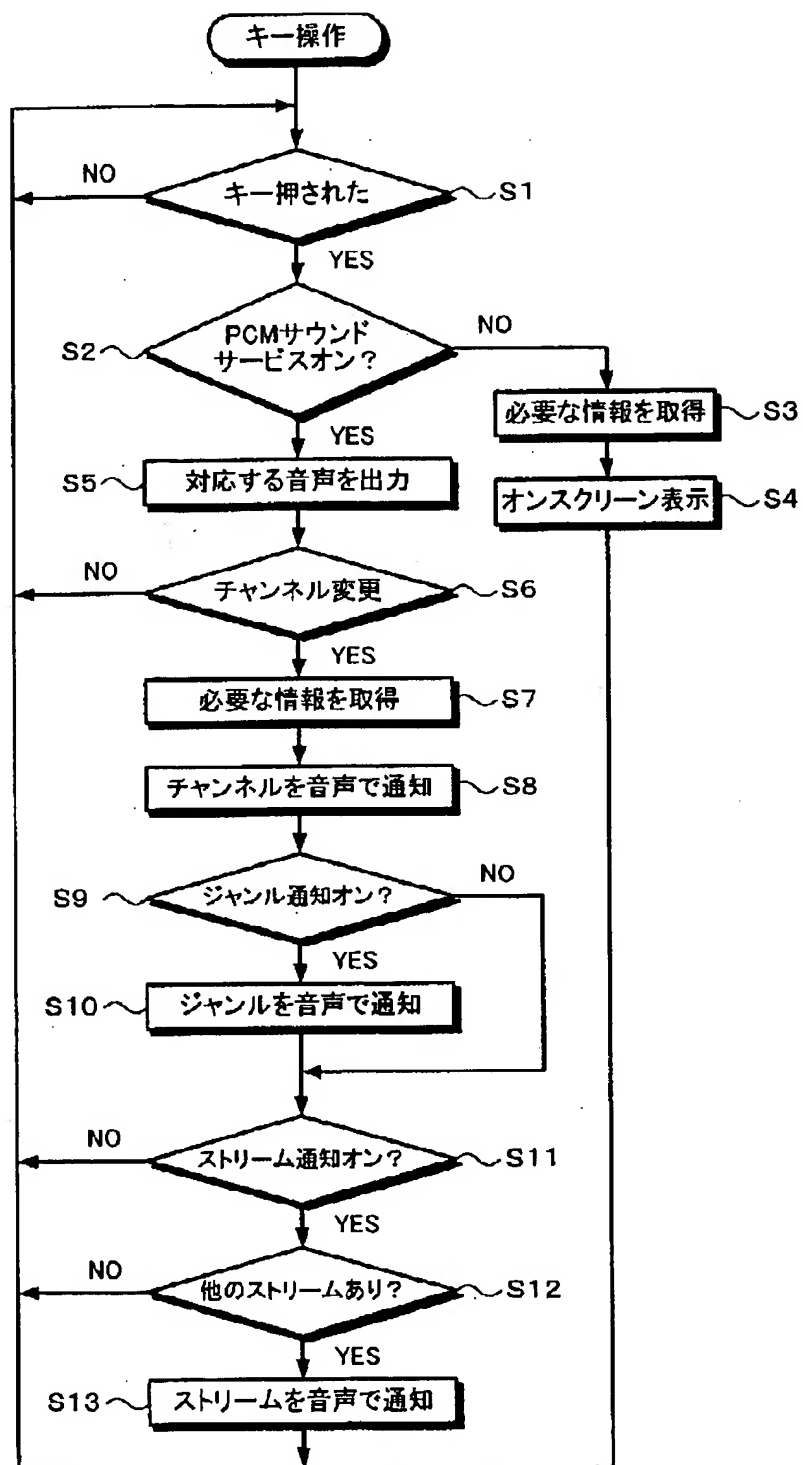 キー操作
NO
キー押された
S1
YES
S2
PCMサウンド
サービスオン?
NO
必要な情報を取得
S3
YES
S5
対応する音声を出力
オンスクリーン表示
S4
NO
チャンネル変更
S6
YES
必要な情報を取得
S7
チャンネルを音声で通知
S8
S9
ジャンル通知オン?
NO
YES
S10
ジャンルを音声で通知
NO
ストリーム通知オン?
S11
YES
NO
他のストリームあり?
S12
YES
S13
ストリームを音声で通知